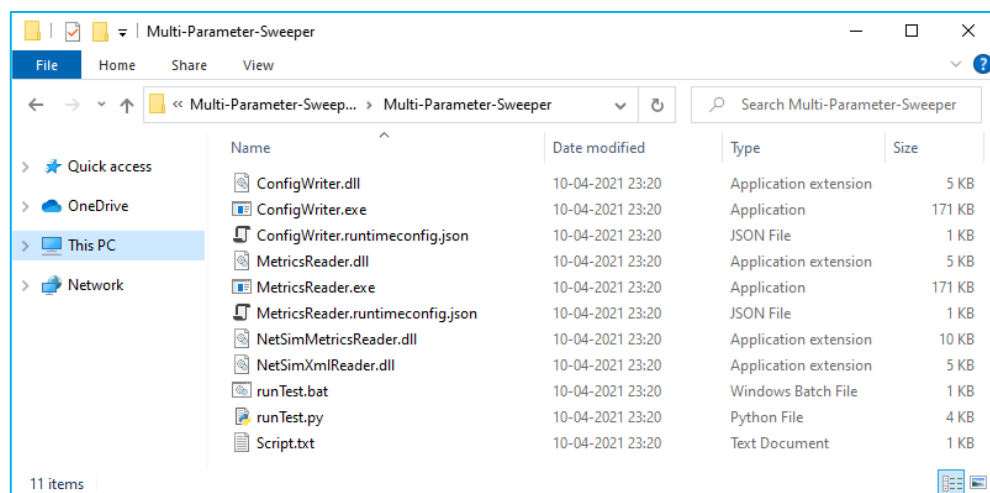 Multi-Parameter-Sweeper
File Home Share View
« Multi-Parameter-Sweep... › Multi-Parameter-Sweeper Search Multi-Parameter-Sweeper
Name Date modified Type Size
Quick access
OneDrive
This PC
Network
ConfigWriter.dll 10-04-2021 23:20 Application extension 5 KB
ConfigWriter.exe 10-04-2021 23:20 Application 171 KB
ConfigWriter.runtimeconfig.json 10-04-2021 23:20 JSON File 1 KB
MetricsReader.dll 10-04-2021 23:20 Application extension 5 KB
MetricsReader.exe 10-04-2021 23:20 Application 171 KB
MetricsReader.runtimeconfig.json 10-04-2021 23:20 JSON File 1 KB
NetSimMetricsReader.dll 10-04-2021 23:20 Application extension 10 KB
NetSimXmlReader.dll 10-04-2021 23:20 Application extension 5 KB
runTest.bat 10-04-2021 23:20 Windows Batch File 1 KB
runTest.py 10-04-2021 23:20 Python File 4 KB
Script.txt 10-04-2021 23:20 Text Document 1 KB
11 items